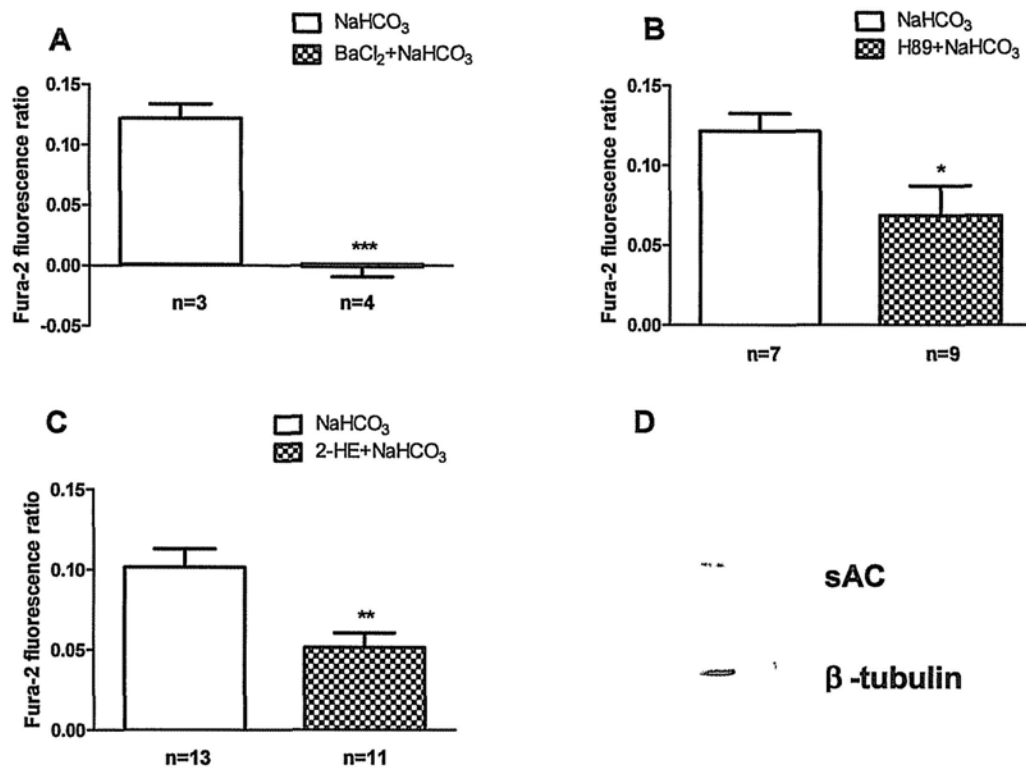 A
NaHCO₃
BaCl₂+NaHCO₃
Fura-2 fluorescence ratio
0.15
0.10
0.05
0.00
-0.05
***
n=3
n=4
B
NaHCO₃
H89+NaHCO₃
Fura-2 fluorescence ratio
0.15
0.10
0.05
0.00
*
n=7
n=9
C
NaHCO₃
2-HE+NaHCO₃
Fura-2 fluorescence ratio
0.15
0.10
0.05
0.00
**
n=13
n=11
D
sAC
β-tubulin